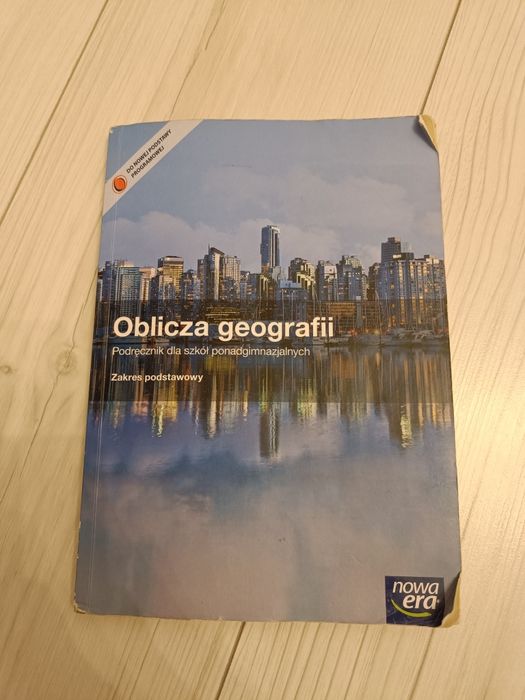 DO NOWEJ PODSTAWY
PROGRAMOWEJ
Oblicza geografii
Podręcznik dla szkół ponadgimnazjalnych
Zakres podstawowy
nowa
era